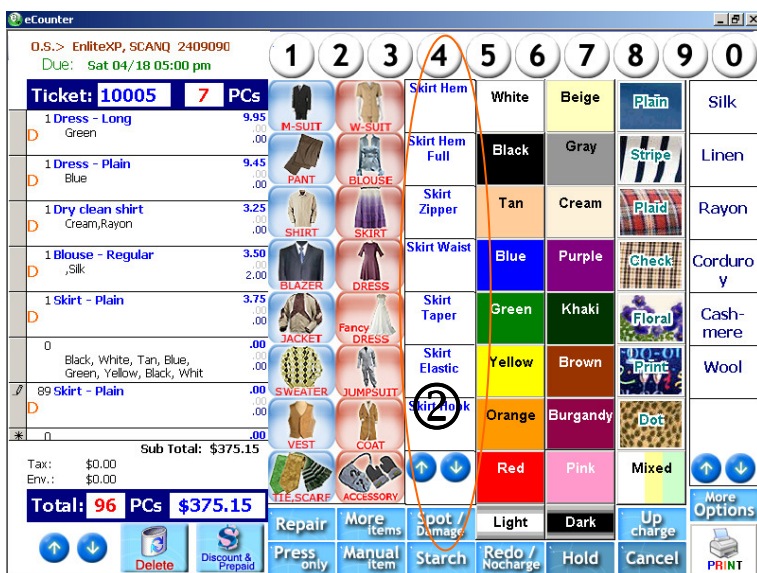 eCounter
O.S.> EnliteXP, SCANQ 2409090
Due: Sat 04/18 05:00 pm
1 2 3 4 5 6 7 8 9 0
Ticket: 10005 7 PCs
1 Dress - Long 9.95
Green .00
D .00
1 Dress - Plain 9.45
Blue .00
D .00
1 Dry clean shirt 3.25
Cream,Rayon .00
D .00
1 Blouse - Regular 3.50
,Silk .00
D 2.00
1 Skirt - Plain 3.75
.00
D .00
0 .00
Black, White, Tan, Blue, .00
Green, Yellow, Black, Whit .00
89 Skirt - Plain .00
.00
D .00
0 .00
Sub Total: $375.15
Tax: $0.00
Env.: $0.00
Total: 96 PCs $375.15
Delete
Discount & Prepaid
M-SUIT
W-SUIT
PANT
BLOUSE
SHIRT
SKIRT
BLAZER
DRESS
JACKET
Fancy
DRESS
SWEATER
JUMPSUIT
VEST
COAT
TIE,SCARF
ACCESSORY
Skirt Hem
Skirt Hem
Full
Skirt
Zipper
Skirt Waist
Skirt
Taper
Skirt
Elastic
Skirt Hook
2
White
Beige
Black
Gray
Tan
Cream
Blue
Purple
Green
Khaki
Yellow
Brown
Orange
Burgandy
Red
Pink
Light
Dark
Plain
Stripe
Plaid
Check
Floral
Print
Dot
Mixed
Silk
Linen
Rayon
Corduro
y
Cash-
mere
Wool
More
Options
Repair
More
items
Spot /
Damage
Up
charge
Press
only
Manual
item
Starch
Redo /
Nocharge
Hold
Cancel
PRINT